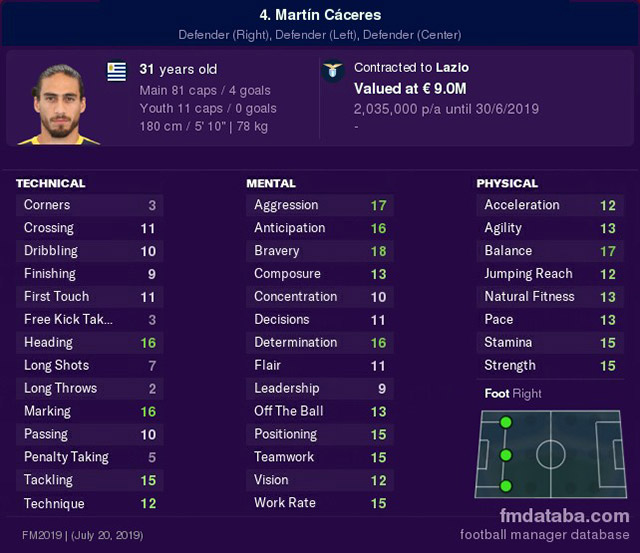 4. Martín Cáceres
Defender (Right), Defender (Left), Defender (Center)
31 years old
Main 81 caps / 4 goals
Youth 11 caps / 0 goals
180 cm / 5' 10" | 78 kg
Contracted to Lazio
Valued at € 9.0M
2,035,000 p/a until 30/6/2019
-
TECHNICAL
Corners 3
Crossing 11
Dribbling 10
Finishing 9
First Touch 11
Free Kick Tak... 3
Heading 16
Long Shots 7
Long Throws 2
Marking 16
Passing 10
Penalty Taking 5
Tackling 15
Technique 12
MENTAL
Aggression 17
Anticipation 16
Bravery 18
Composure 13
Concentration 10
Decisions 11
Determination 16
Flair 11
Leadership 9
Off The Ball 13
Positioning 15
Teamwork 15
Vision 12
Work Rate 15
PHYSICAL
Acceleration 12
Agility 13
Balance 17
Jumping Reach 12
Natural Fitness 13
Pace 13
Stamina 15
Strength 15
Foot Right
FM2019 | (July 20, 2019)
fmdataba.com
football manager database